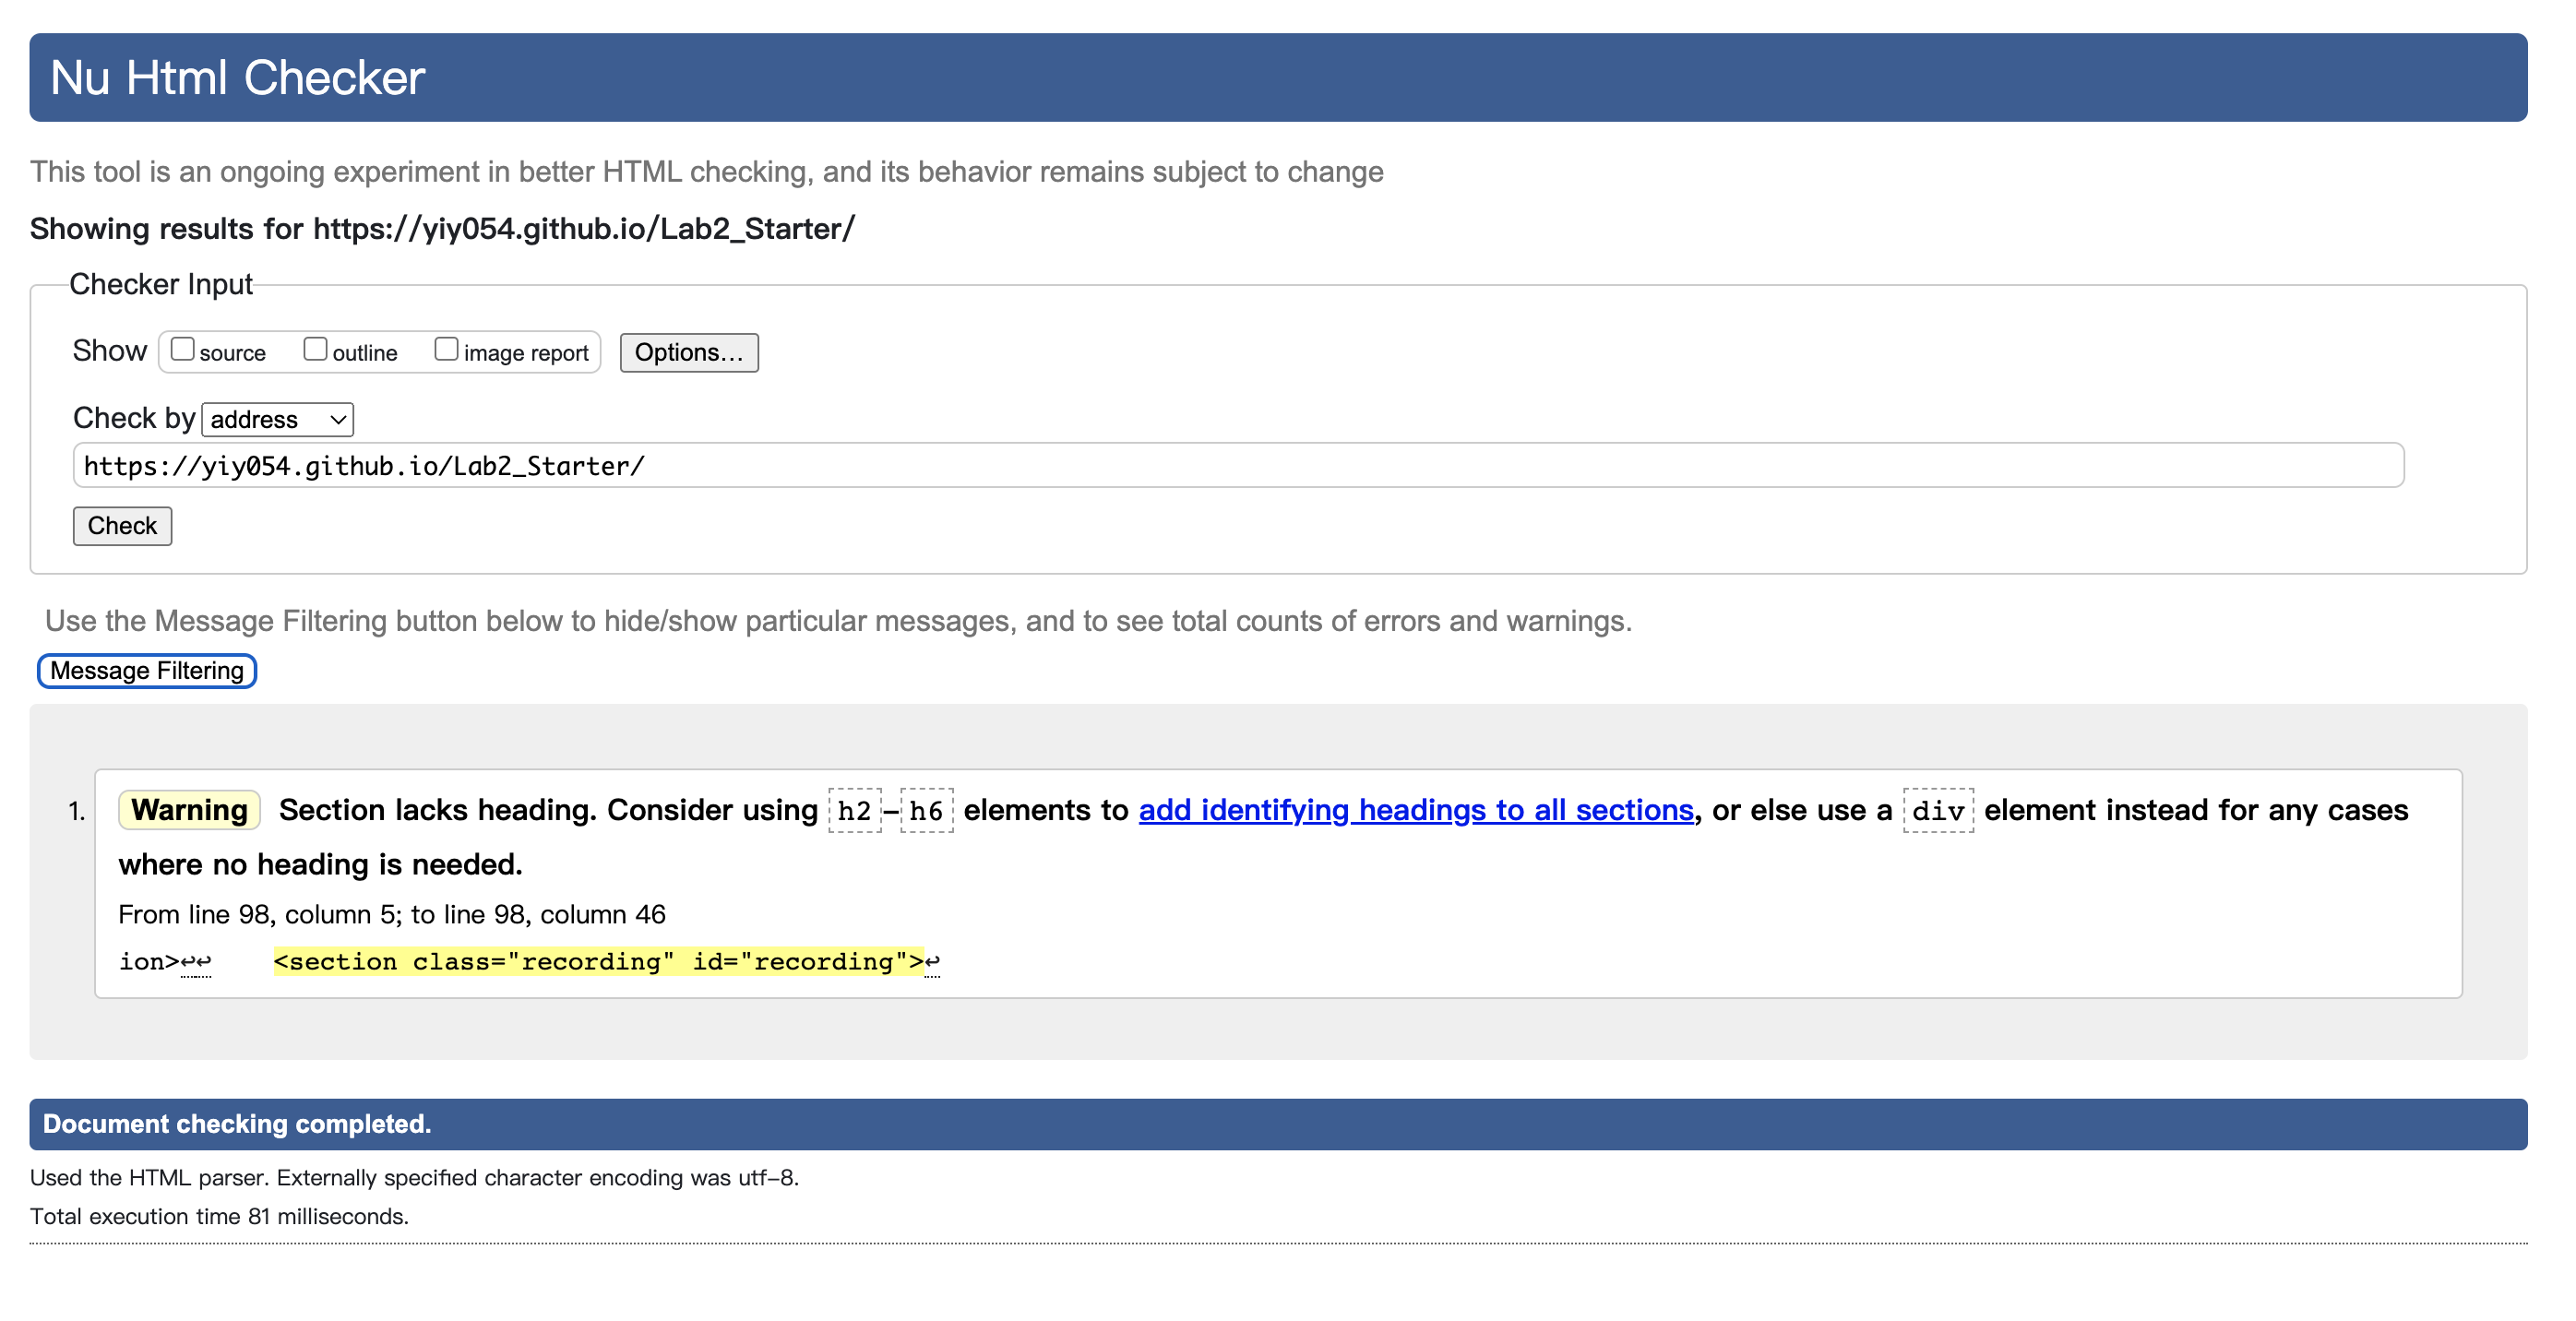 Nu Html Checker
This tool is an ongoing experiment in better HTML checking, and its behavior remains subject to change
Showing results for https://yiy054.github.io/Lab2_Starter/
Checker Input
Show source outline image report Options...
Check by address
https://yiy054.github.io/Lab2_Starter/
Check
Use the Message Filtering button below to hide/show particular messages, and to see total counts of errors and warnings.
Message Filtering
1. Warning Section lacks heading. Consider using h2–h6 elements to add identifying headings to all sections, or else use a div element instead for any cases
where no heading is needed.
From line 98, column 5; to line 98, column 46
ion>↩↩    <section class="recording" id="recording">↩
Document checking completed.
Used the HTML parser. Externally specified character encoding was utf-8.
Total execution time 81 milliseconds.